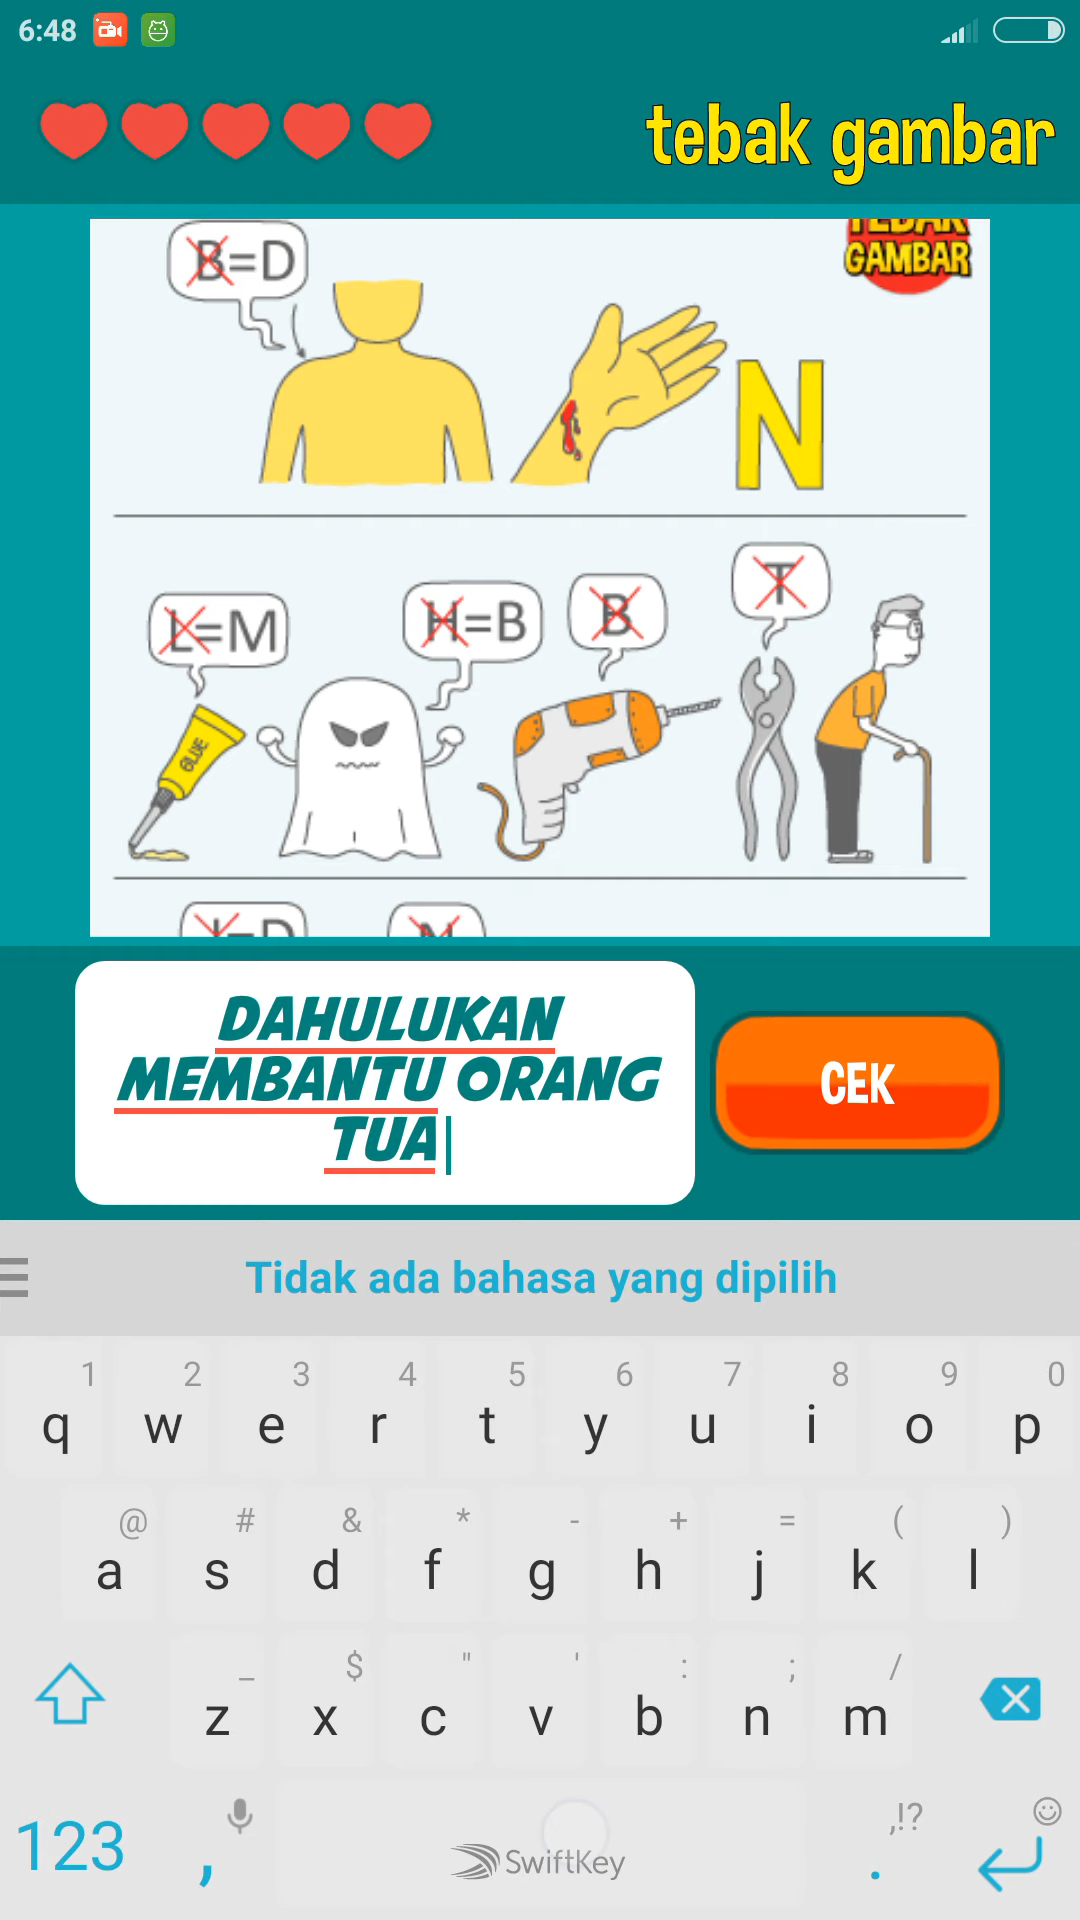 6:48
tebak gambar
TEBAK
GAMBAR
B=D
N
L=M
H=B
B
T
GLUE
N
DAHULUKAN
MEMBANTU ORANG
TUA
CEK
Tidak ada bahasa yang dipilih
1 2 3 4 5 6 7 8 9 0
q w e r t y u i o p
@ # & * - + = ( )
a s d f g h j k l
_ $ " ' : ; /
z x c v b n m
,!?
123 , SwiftKey .